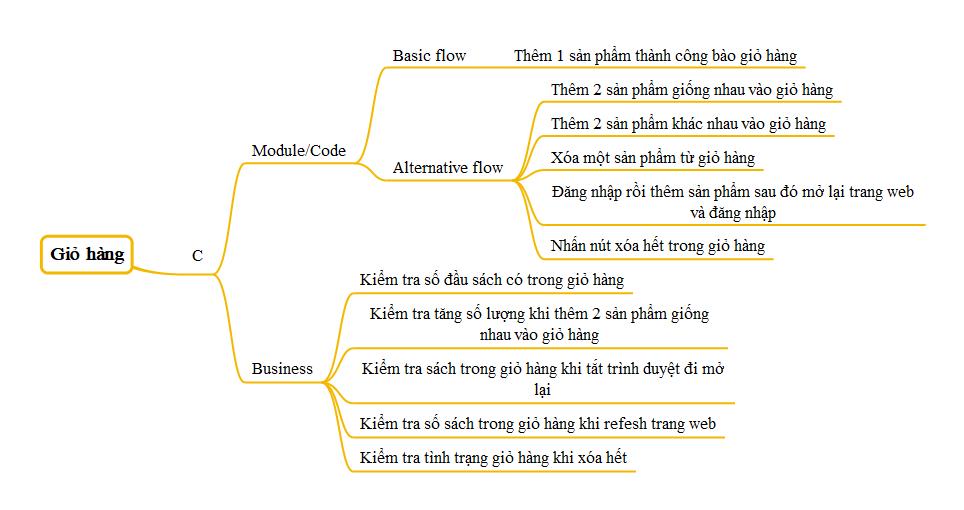 Basic flow
Thêm 1 sản phẩm thành công bào giỏ hàng
Thêm 2 sản phẩm giống nhau vào giỏ hàng
Thêm 2 sản phẩm khác nhau vào giỏ hàng
Module/Code
Xóa một sản phẩm từ giỏ hàng
Alternative flow
Đăng nhập rồi thêm sản phẩm sau đó mở lại trang web
và đăng nhập
Nhấn nút xóa hết trong giỏ hàng
Giỏ hàng
C
Kiểm tra số đầu sách có trong giỏ hàng
Kiểm tra tăng số lượng khi thêm 2 sản phẩm giống
nhau vào giỏ hàng
Business
Kiểm tra sách trong giỏ hàng khi tắt trình duyệt đi mở
lại
Kiểm tra số sách trong giỏ hàng khi refesh trang web
Kiểm tra tình trạng giỏ hàng khi xóa hết